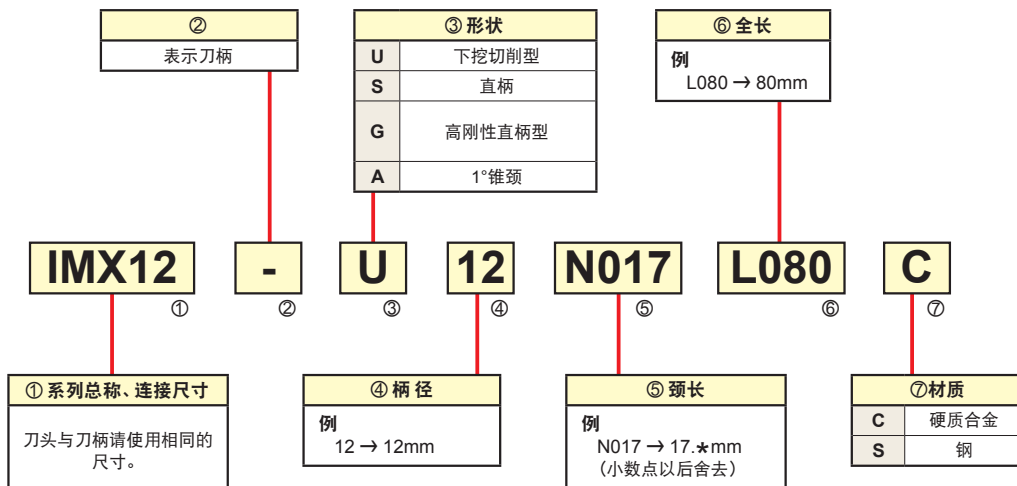 ②
表示刀柄
③ 形状
U 下挖切削型
S 直柄
G 高刚性直柄型
A 1°锥颈
⑥ 全长
例
L080 → 80mm
IMX12 - U 12 N017 L080 C
① ② ③ ④ ⑤ ⑥ ⑦
① 系列总称、连接尺寸
刀头与刀柄请使用相同的
尺寸。
④ 柄 径
例
12 → 12mm
⑤ 颈长
例
N017 → 17.★mm
（小数点以后舍去）
⑦材质
C 硬质合金
S 钢